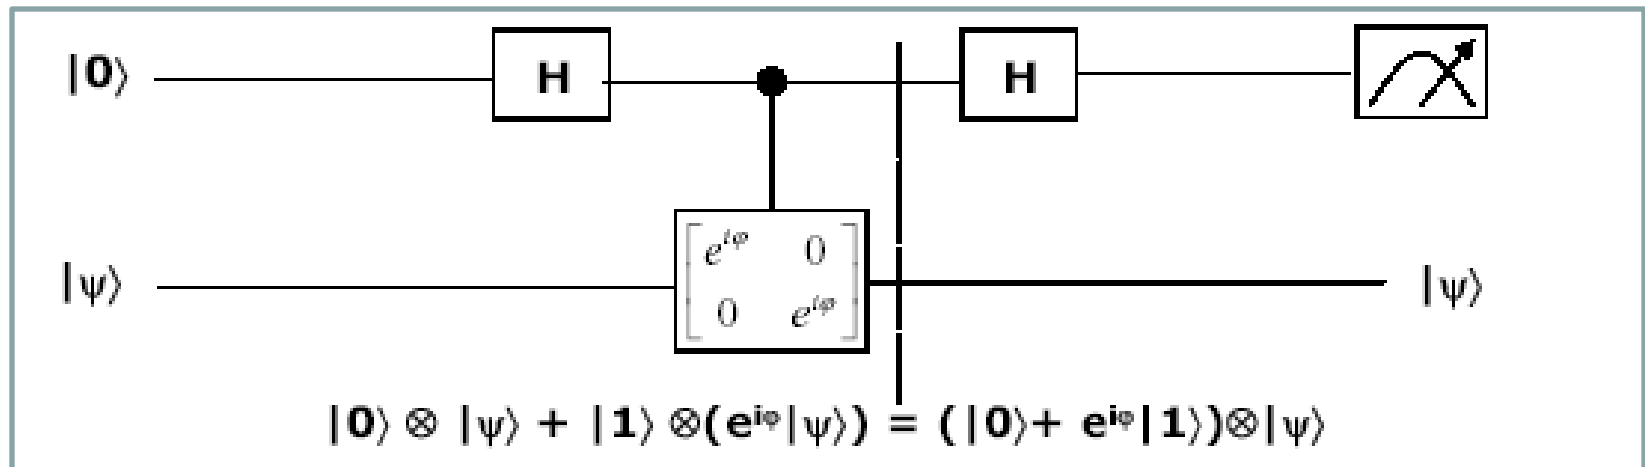 |0⟩ H H
|ψ⟩ [e^{iφ} 0 0 e^{iφ}] |ψ⟩
|0⟩ ⊗ |ψ⟩ + |1⟩ ⊗(e^{iφ}|ψ⟩) = (|0⟩+ e^{iφ}|1⟩)⊗|ψ⟩